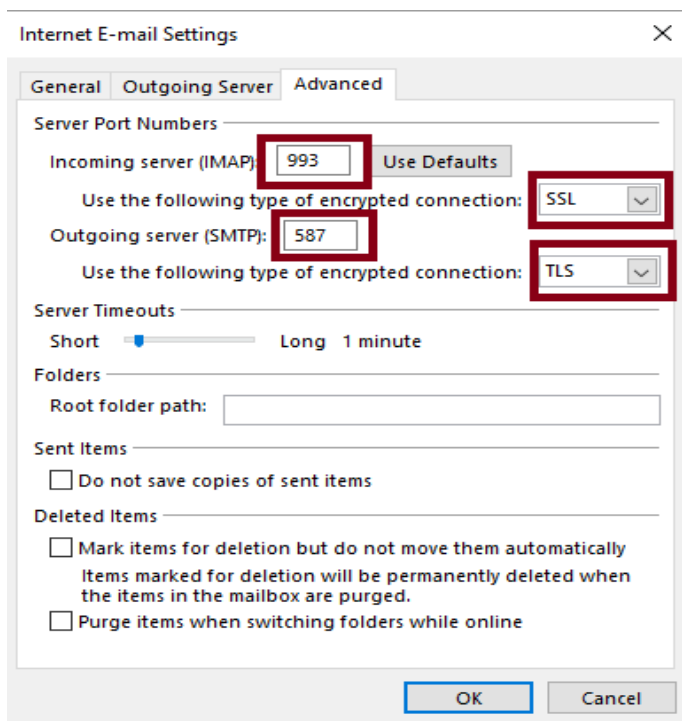 Internet E-mail Settings
General Outgoing Server Advanced
Server Port Numbers
Incoming server (IMAP): 993 Use Defaults
Use the following type of encrypted connection: SSL
Outgoing server (SMTP): 587
Use the following type of encrypted connection: TLS
Server Timeouts
Short Long 1 minute
Folders
Root folder path:
Sent Items
Do not save copies of sent items
Deleted Items
Mark items for deletion but do not move them automatically
Items marked for deletion will be permanently deleted when
the items in the mailbox are purged.
Purge items when switching folders while online
OK Cancel